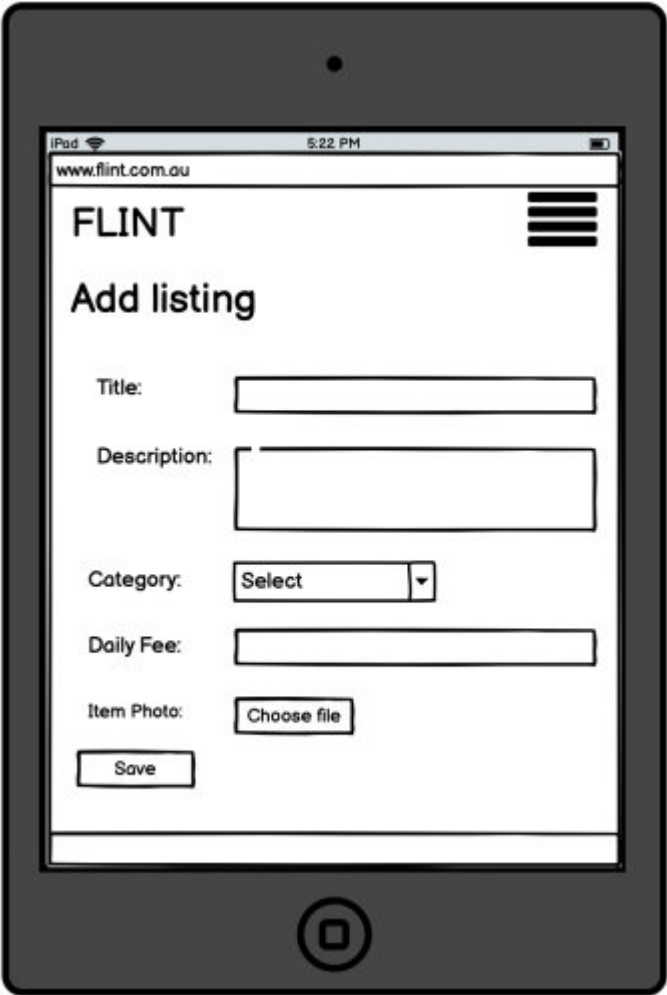 iPad 5:22 PM
www.flint.com.au
FLINT
Add listing
Title:
Description:
Category: Select
Daily Fee:
Item Photo: Choose file
Save